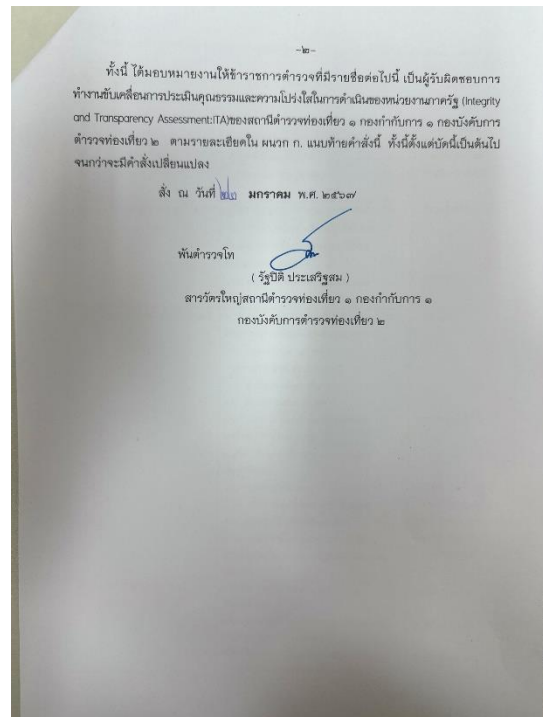 -๒-
ทั้งนี้ ได้มอบหมายงานให้ข้าราชการตำรวจที่มีรายชื่อต่อไปนี้ เป็นผู้รับผิดชอบการ
ทำงานขับเคลื่อนการประเมินคุณธรรมและความโปร่งใสในการดำเนินของหน่วยงานภาครัฐ (Integrity
and Transparency Assessment:ITA)ของสถานีตำรวจท่องเที่ยว ๑ กองกำกับการ ๑ กองบังคับการ
ตำรวจท่องเที่ยว ๒ ตามรายละเอียดใน ผนวก ก. แนบท้ายคำสั่งนี้ ทั้งนี้ตั้งแต่บัดนี้เป็นต้นไป
จนกว่าจะมีคำสั่งเปลี่ยนแปลง
สั่ง ณ วันที่ มกราคม พ.ศ. ๒๕๖๗
พันตำรวจโท
( รัฐปิติ ประเสริฐสม )
สารวัตรใหญ่สถานีตำรวจท่องเที่ยว ๑ กองกำกับการ ๑
กองบังคับการตำรวจท่องเที่ยว ๒